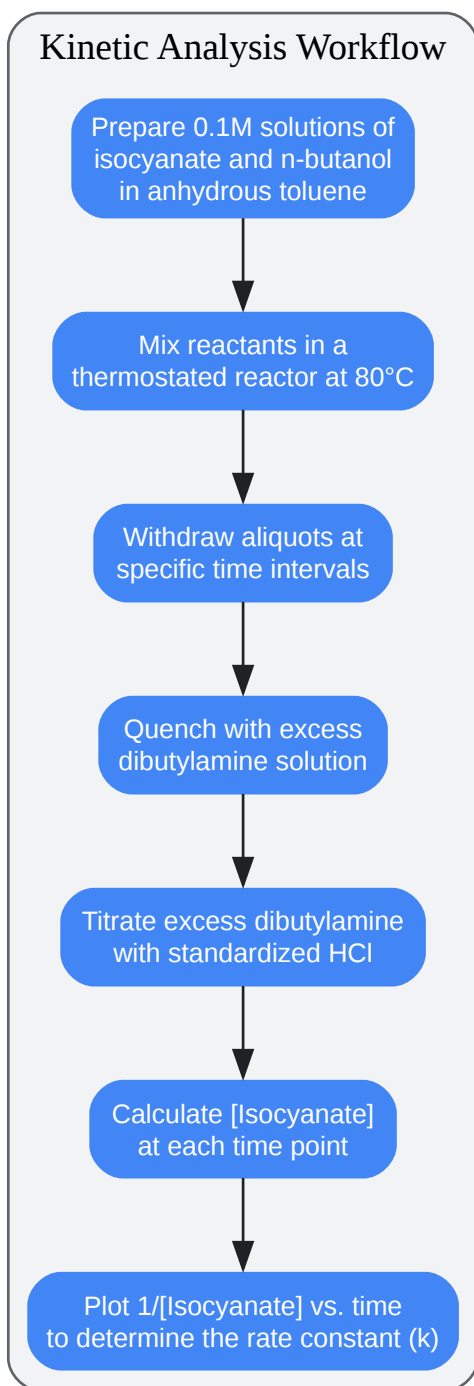 Kinetic Analysis Workflow
Prepare 0.1M solutions of
isocyanate and n-butanol
in anhydrous toluene
Mix reactants in a
thermostated reactor at 80°C
Withdraw aliquots at
specific time intervals
Quench with excess
dibutylamine solution
Titrate excess dibutylamine
with standardized HCl
Calculate [Isocyanate]
at each time point
Plot 1/[Isocyanate] vs. time
to determine the rate constant (k)